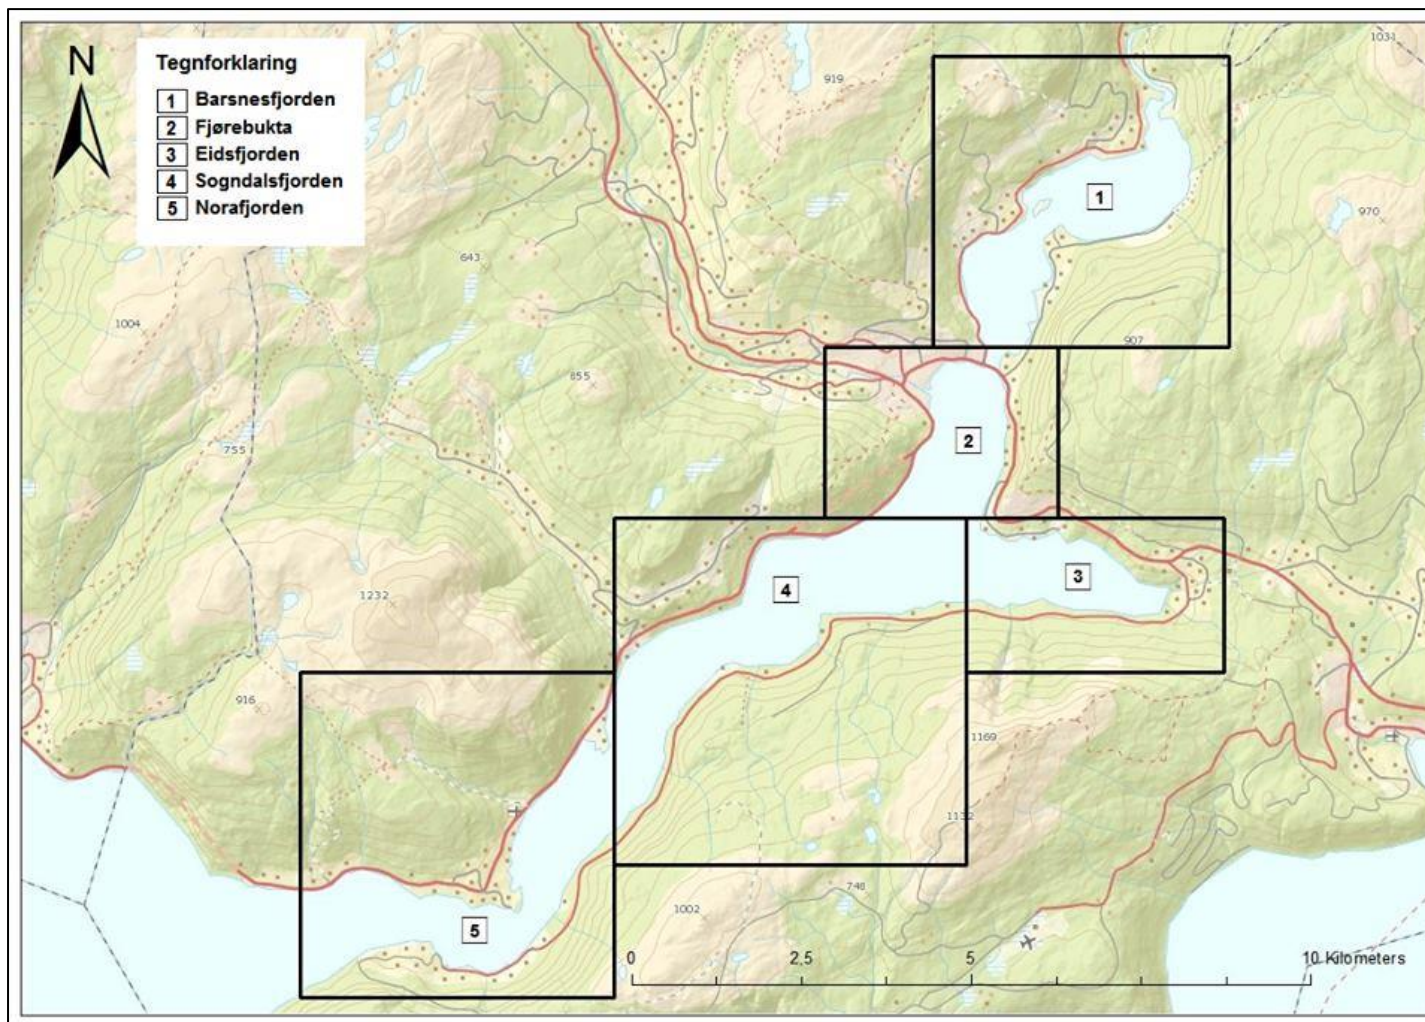 N
Tegnforklaring
1 Barsnesfjorden
2 Fjørebukta
3 Eidsfjorden
4 Sogndalsfjorden
5 Norafjorden
1031
919
1
970
643
1004
907
855
2
755
3
4
1232
916
1169
1132
748
1002
5
0 2,5 5 10 Kilometers